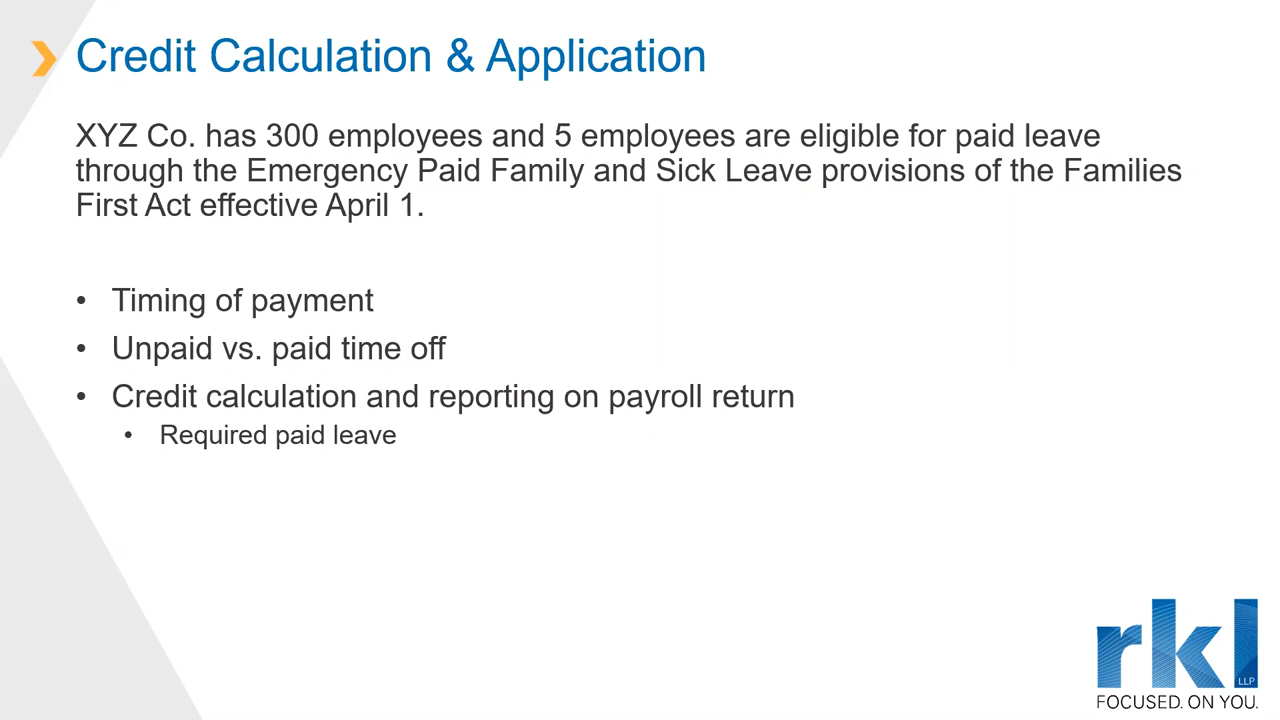 Credit Calculation & Application
XYZ Co. has 300 employees and 5 employees are eligible for paid leave
through the Emergency Paid Family and Sick Leave provisions of the Families
First Act effective April 1.
• Timing of payment
• Unpaid vs. paid time off
• Credit calculation and reporting on payroll return
• Required paid leave
rkl
LLP
FOCUSED. ON YOU.